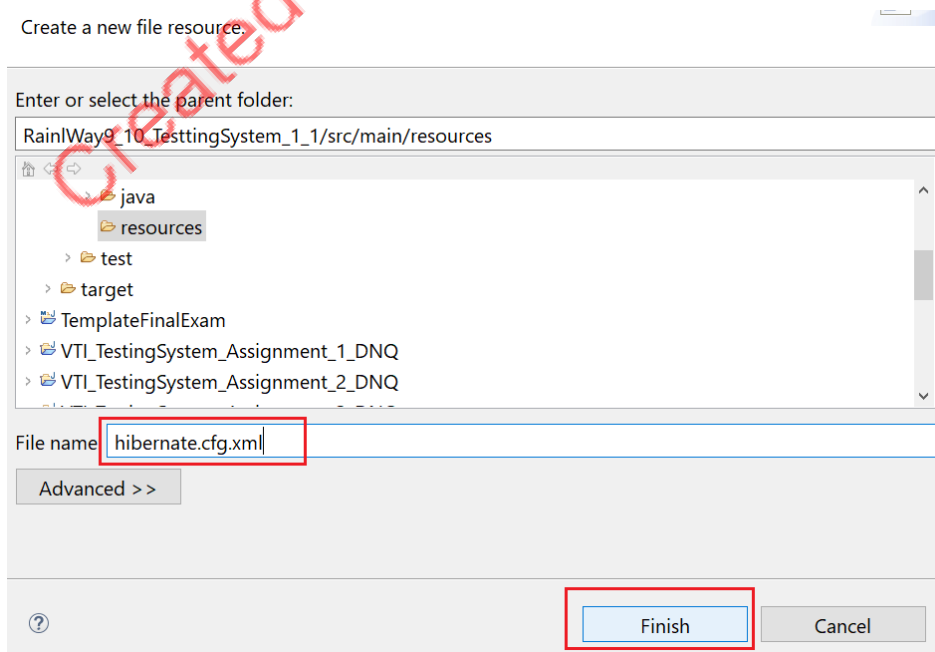 Create a new file resource.
Created
Enter or select the parent folder:
RainlWay9_10_TesttingSystem_1_1/src/main/resources
java
resources
test
target
TemplateFinalExam
VTI_TestingSystem_Assignment_1_DNQ
VTI_TestingSystem_Assignment_2_DNQ
File name
hibernate.cfg.xml
Advanced >>
?
Finish
Cancel